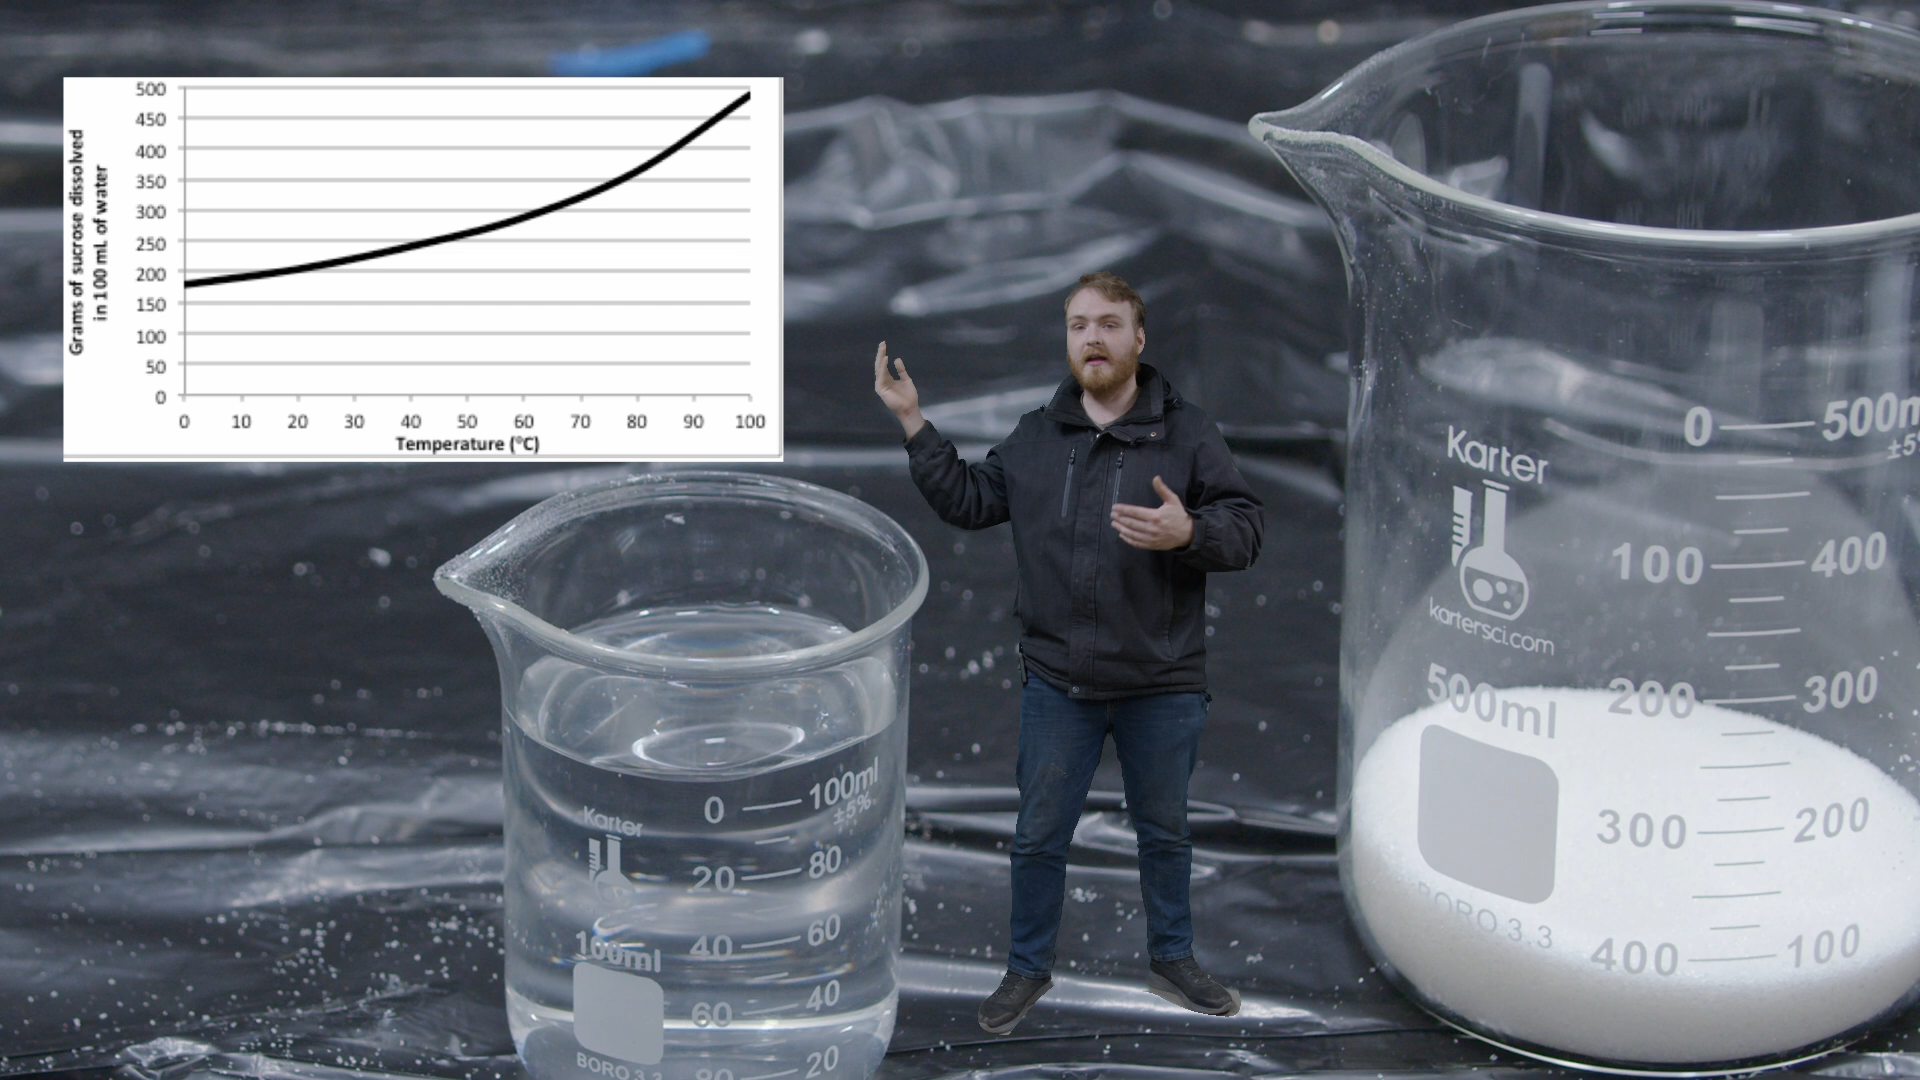 500
450
400
350
300
250
200
150
100
50
0
Grams of sucrose dissolved
in 100 mL of water
0 10 20 30 40 50 60 70 80 90 100
Temperature (°C)
0 100ml
±5%
Karter
20 80
40 60
100ml
60 40
BORO 3.3
80 20
0 500m
±5%
Karter
100 400
kartersci.com
500ml
200 300
300 200
BORO 3.3
400 100